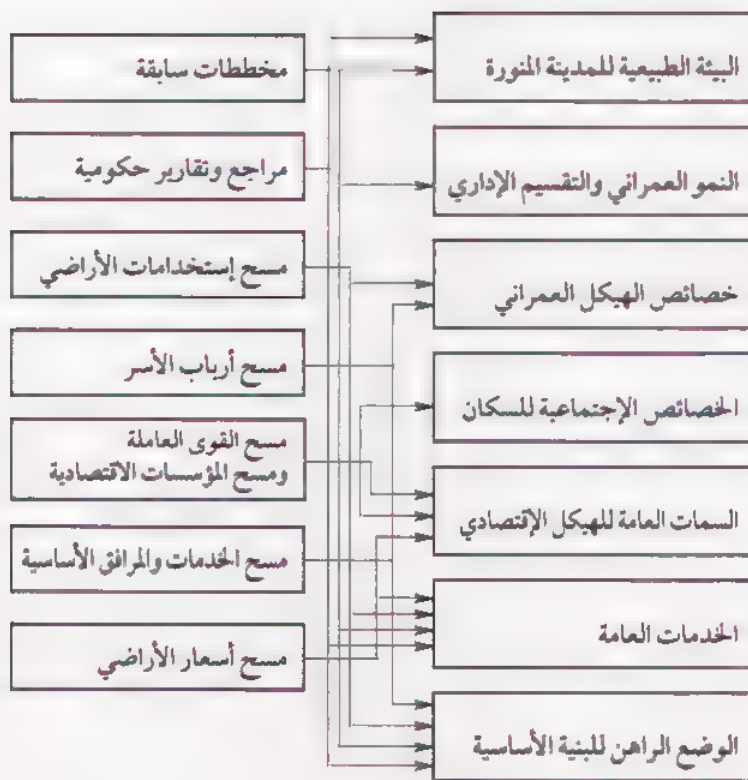 البيئة الطبيعية للمدينة المنورة
النمو العمراني والتقسيم الإداري
خصائص الهيكل العمراني
الخصائص الإجتماعية للسكان
السمات العامة للهيكل الإقتصادي
الخدمات العامة
الوضع الراهن للبنية الأساسية
مخططات سابقة
مراجع وتقارير حكومية
مسح إستخدامات الأراضي
مسح أرباب الأسر
مسح القوى العاملة
ومسح المؤسسات الاقتصادية
مسح الخدمات والمرافق الأساسية
مسح أسعار الأراضي